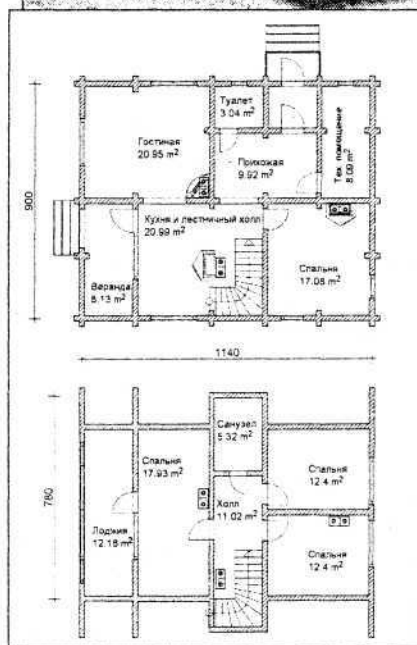 Туалет
3.04 m²
Гостиная
20.95 m²
Прихожая
9.92 m²
Тех. помещение
8.09 m²
900
Кухня и лестничный холл
20.99 m²
Веранда
8.13 m²
Спальня
17.08 m²
1140
Санузел
5.32 m²
Спальня
17.93 m²
Спальня
12.4 m²
780
Холл
11.02 m²
Лоджия
12.18 m²
Спальня
12.4 m²